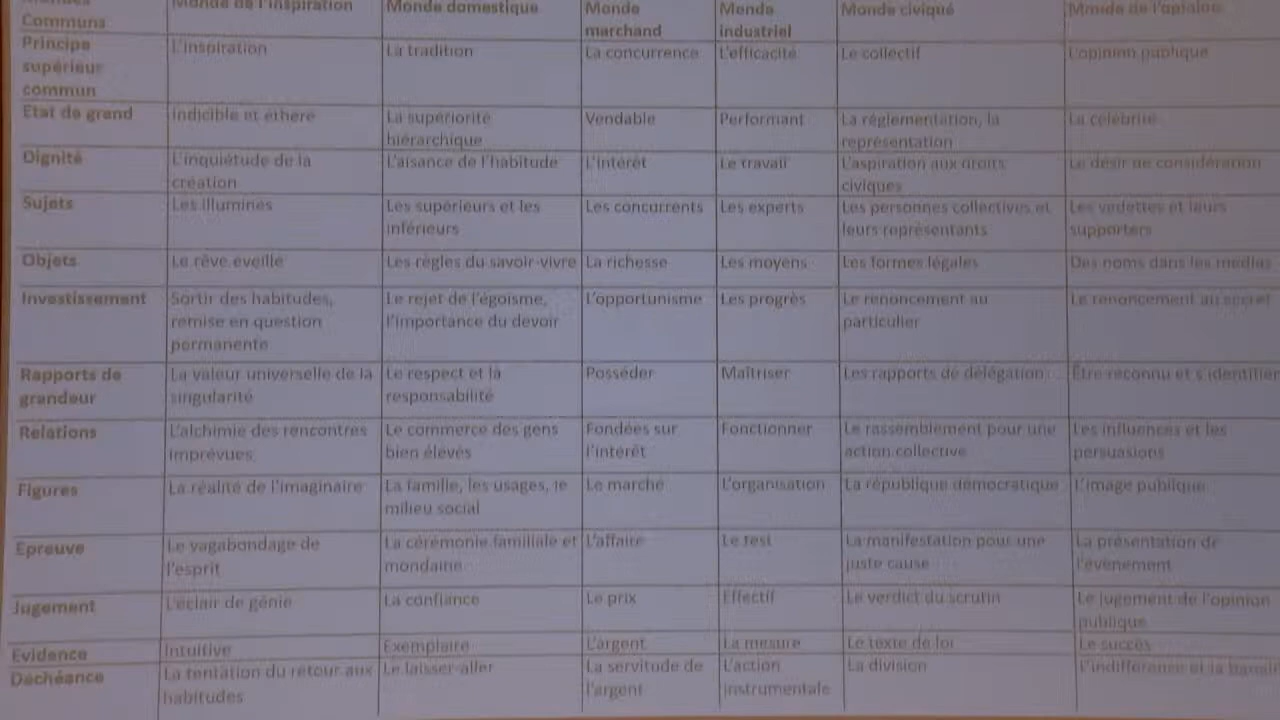 Mondes Communs Monde de l'inspiration Monde domestique Monde marchand Monde industriel Monde civique Monde de l'opinion
Principe supérieur commun L'inspiration La tradition La concurrence L'efficacité Le collectif L'opinion publique
Etat de grand Indicible et éthéré La supériorité hiérarchique Vendable Performant La réglementation, la représentation La célébrité
Dignité L'inquiétude de la création L'aisance de l'habitude L'intérêt Le travail L'aspiration aux droits civiques Le désir de considération
Sujets Les illuminés Les supérieurs et les inférieurs Les concurrents Les experts Les personnes collectives et leurs représentants Les vedettes et leurs supporters
Objets Le rêve éveillé Les règles du savoir-vivre La richesse Les moyens Les formes légales Des noms dans les médias
Investissement Sortir des habitudes, remise en question permanente Le rejet de l'égoïsme, l'importance du devoir L'opportunisme Les progrès Le renoncement au particulier Le renoncement au secret
Rapports de grandeur La valeur universelle de la singularité Le respect et la responsabilité Posséder Maîtriser Les rapports de délégation Être reconnu et s'identifier
Relations L'alchimie des rencontres imprévues Le commerce des gens bien élevés Fondées sur l'intérêt Fonctionner Le rassemblement pour une action collective Les influences et les persuasions
Figures La réalité de l'imaginaire La famille, les usages, le milieu social Le marché L'organisation La république démocratique L'image publique
Epreuve Le vagabondage de l'esprit La cérémonie familiale et mondaine L'affaire Le test La manifestation pour une juste cause La présentation de l'événement
Jugement L'éclair de génie La confiance Le prix Effectif Le verdict du scrutin Le jugement de l'opinion publique
Evidence Intuitive Exemplaire L'argent La mesure Le texte de loi Le succès
Déchéance La tentation du retour aux habitudes Le laisser-aller La servitude de l'argent L'action instrumentale La division L'indifférence et la